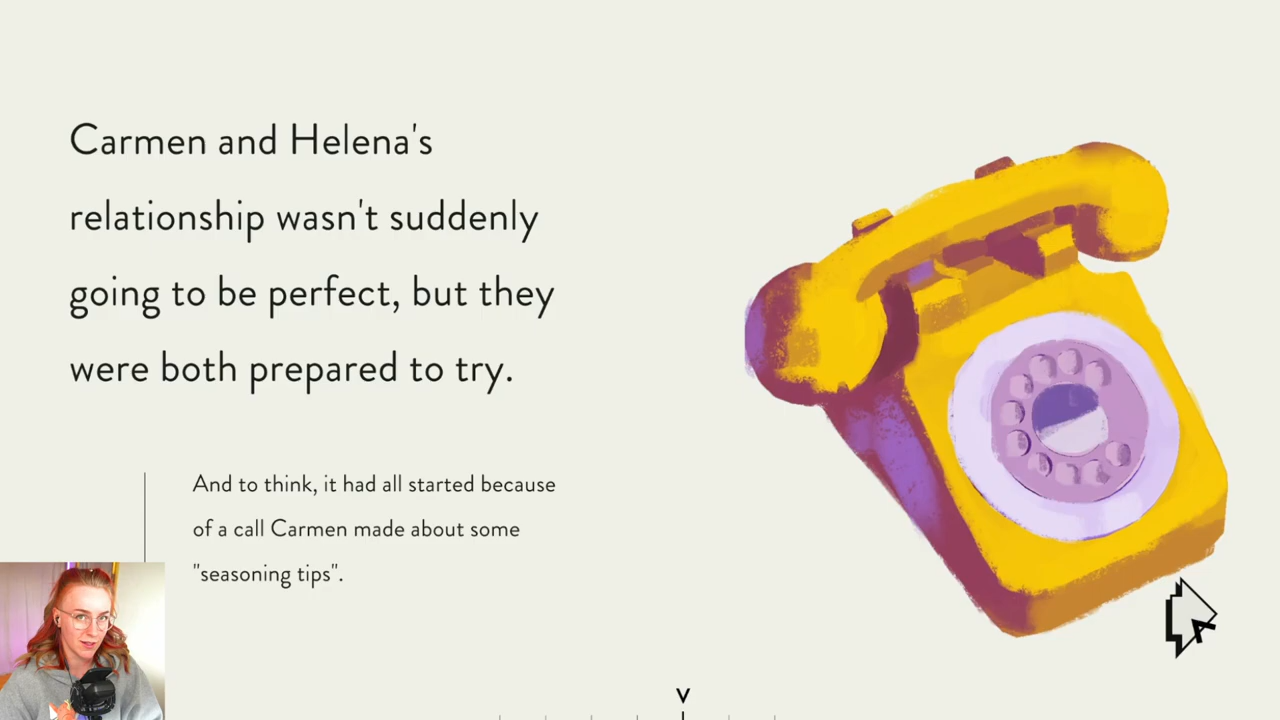 Carmen and Helena's
relationship wasn't suddenly
going to be perfect, but they
were both prepared to try.
And to think, it had all started because
of a call Carmen made about some
"seasoning tips".